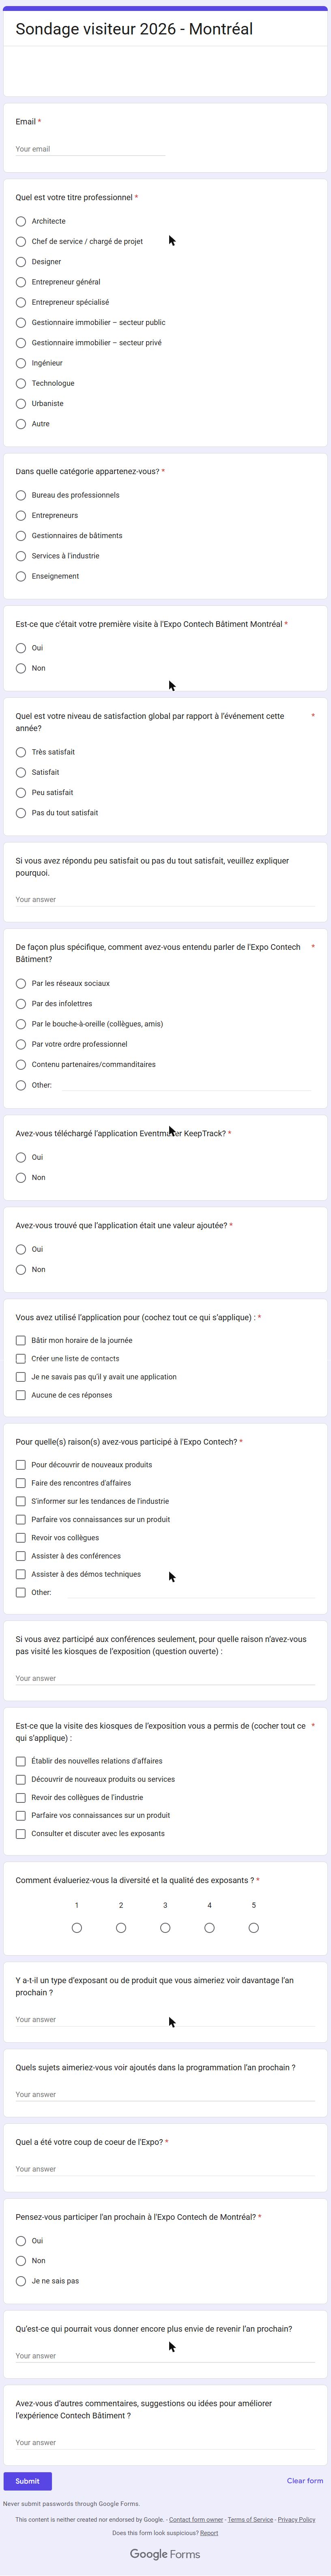 Sondage visiteur 2026 - Montréal
Email *
Your email
Quel est votre titre professionnel *
Architecte
Chef de service / chargé de projet
Designer
Entrepreneur général
Entrepreneur spécialisé
Gestionnaire immobilier – secteur public
Gestionnaire immobilier – secteur privé
Ingénieur
Technologue
Urbaniste
Autre
Dans quelle catégorie appartenez-vous? *
Bureau des professionnels
Entrepreneurs
Gestionnaires de bâtiments
Services à l'industrie
Enseignement
Est-ce que c'était votre première visite à l'Expo Contech Bâtiment Montréal *
Oui
Non
Quel est votre niveau de satisfaction global par rapport à l'événement cette *
année?
Très satisfait
Satisfait
Peu satisfait
Pas du tout satisfait
Si vous avez répondu peu satisfait ou pas du tout satisfait, veuillez expliquer
pourquoi.
Your answer
De façon plus spécifique, comment avez-vous entendu parler de l'Expo Contech *
Bâtiment?
Par les réseaux sociaux
Par des infolettres
Par le bouche-à-oreille (collègues, amis)
Par votre ordre professionnel
Contenu partenaires/commanditaires
Other:
Avez-vous téléchargé l'application Eventmaker KeepTrack? *
Oui
Non
Avez-vous trouvé que l'application était une valeur ajoutée? *
Oui
Non
Vous avez utilisé l'application pour (cochez tout ce qui s'applique) : *
Bâtir mon horaire de la journée
Créer une liste de contacts
Je ne savais pas qu'il y avait une application
Aucune de ces réponses
Pour quelle(s) raison(s) avez-vous participé à l'Expo Contech? *
Pour découvrir de nouveaux produits
Faire des rencontres d'affaires
S'informer sur les tendances de l'industrie
Parfaire vos connaissances sur un produit
Revoir vos collègues
Assister à des conférences
Assister à des démos techniques
Other:
Si vous avez participé aux conférences seulement, pour quelle raison n'avez-vous
pas visité les kiosques de l'exposition (question ouverte) :
Your answer
Est-ce que la visite des kiosques de l'exposition vous a permis de (cocher tout ce *
qui s'applique) :
Établir des nouvelles relations d'affaires
Découvrir de nouveaux produits ou services
Revoir des collègues de l'industrie
Parfaire vos connaissances sur un produit
Consulter et discuter avec les exposants
Comment évalueriez-vous la diversité et la qualité des exposants ? *
1 2 3 4 5
Y a-t-il un type d'exposant ou de produit que vous aimeriez voir davantage l'an
prochain ?
Your answer
Quels sujets aimeriez-vous voir ajoutés dans la programmation l'an prochain ?
Your answer
Quel a été votre coup de coeur de l'Expo? *
Your answer
Pensez-vous participer l'an prochain à l'Expo Contech de Montréal? *
Oui
Non
Je ne sais pas
Qu'est-ce qui pourrait vous donner encore plus envie de revenir l'an prochain?
Your answer
Avez-vous d'autres commentaires, suggestions ou idées pour améliorer
l'expérience Contech Bâtiment ?
Your answer
Submit
Clear form
Never submit passwords through Google Forms.
This content is neither created nor endorsed by Google. - Contact form owner - Terms of Service - Privacy Policy
Does this form look suspicious? Report
Google Forms